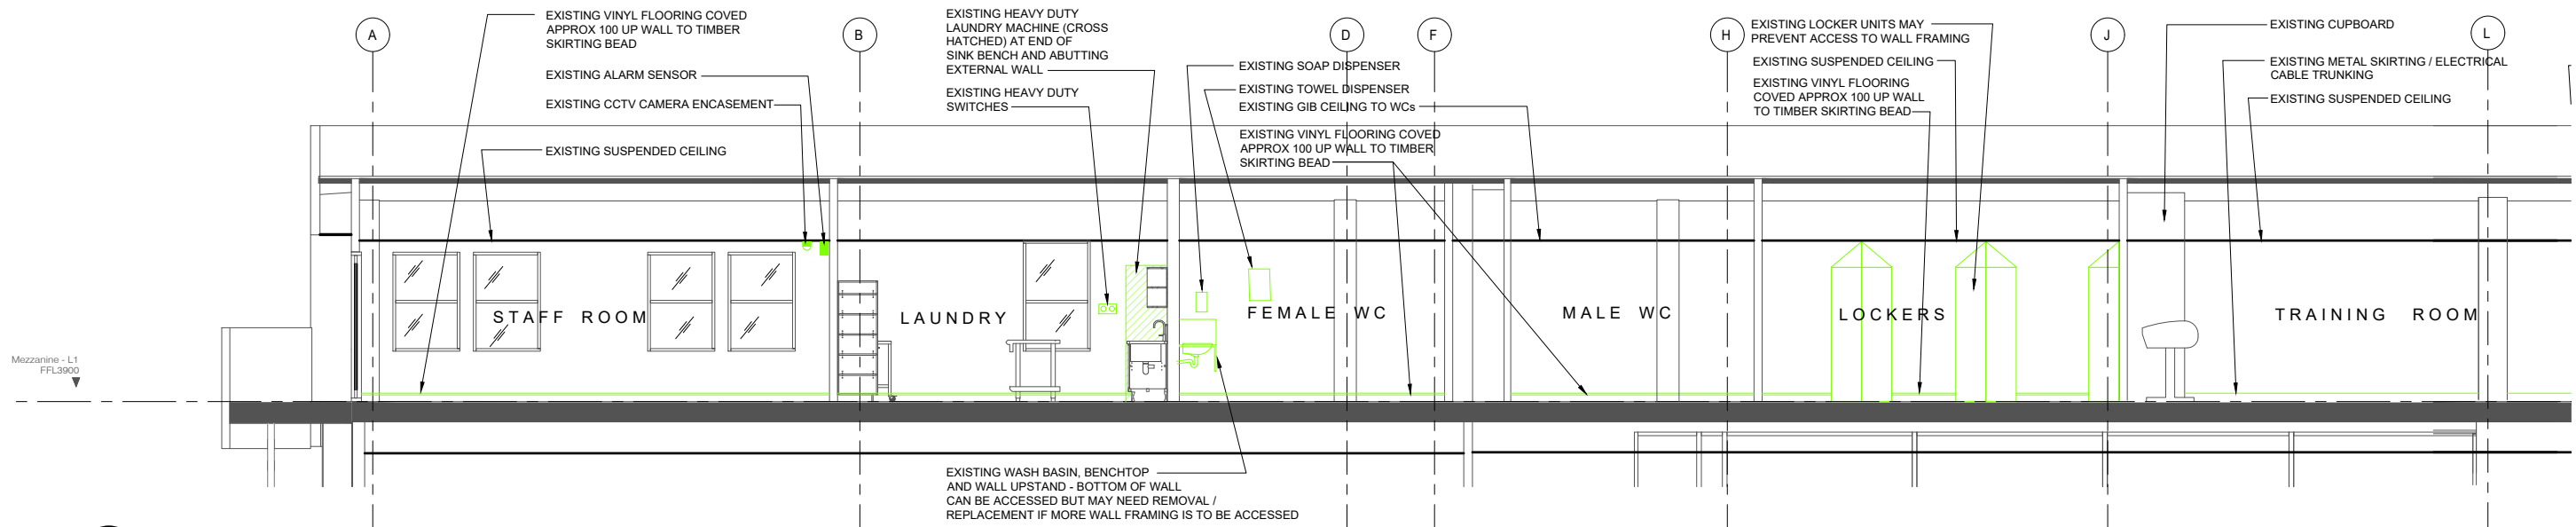 EXISTING VINYL FLOORING COVED
APPROX 100 UP WALL TO TIMBER
SKIRTING BEAD
EXISTING ALARM SENSOR
EXISTING CCTV CAMERA ENCASEMENT
EXISTING SUSPENDED CEILING
EXISTING HEAVY DUTY
LAUNDRY MACHINE (CROSS
HATCHED) AT END OF
SINK BENCH AND ABUTTING
EXTERNAL WALL
EXISTING HEAVY DUTY
SWITCHES
EXISTING SOAP DISPENSER
EXISTING TOWEL DISPENSER
EXISTING GIB CEILING TO WCs
EXISTING VINYL FLOORING COVED
APPROX 100 UP WALL TO TIMBER
SKIRTING BEAD
EXISTING LOCKER UNITS MAY
PREVENT ACCESS TO WALL FRAMING
EXISTING SUSPENDED CEILING
EXISTING VINYL FLOORING
COVED APPROX 100 UP WALL
TO TIMBER SKIRTING BEAD
EXISTING CUPBOARD
EXISTING METAL SKIRTING / ELECTRICAL
CABLE TRUNKING
EXISTING SUSPENDED CEILING
A
B
D
F
H
J
L
STAFF ROOM
LAUNDRY
FEMALE WC
MALE WC
LOCKERS
TRAINING ROOM
Mezzanine - L1
FFL3900
EXISTING WASH BASIN, BENCHTOP
AND WALL UPSTAND - BOTTOM OF WALL
CAN BE ACCESSED BUT MAY NEED REMOVAL /
REPLACEMENT IF MORE WALL FRAMING IS TO BE ACCESSED